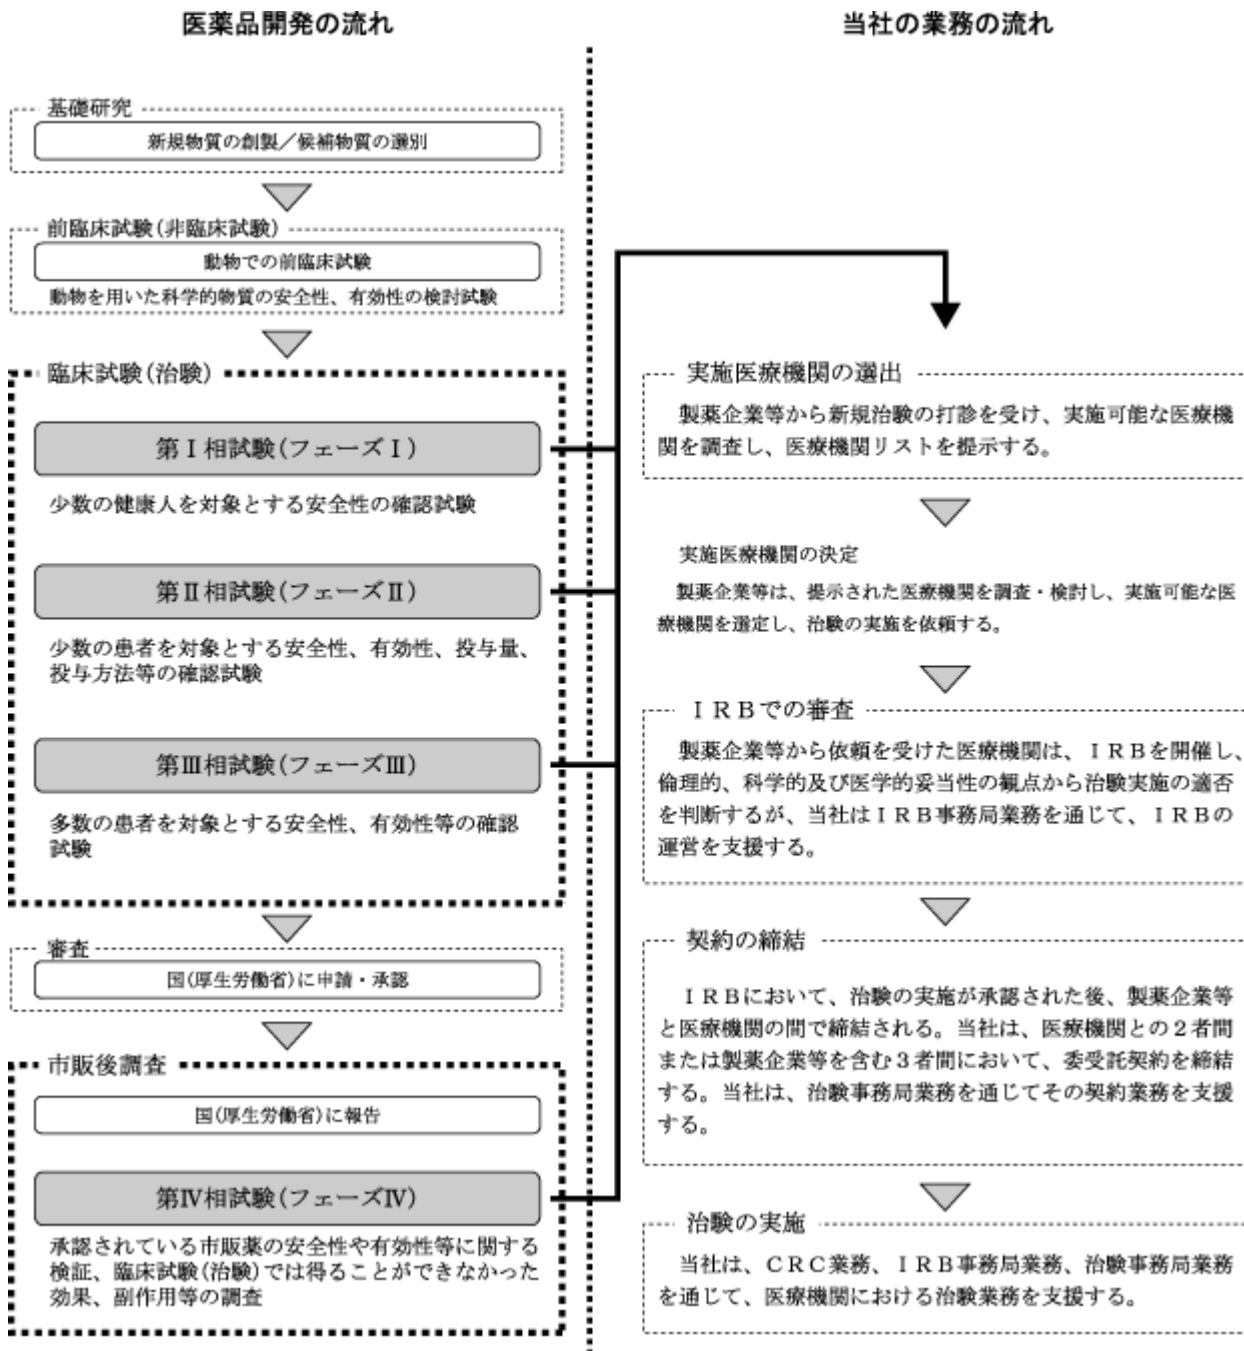 医薬品開発の流れ
基礎研究
新規物質の創製／候補物質の選別
前臨床試験(非臨床試験)
動物での前臨床試験
動物を用いた科学的物質の安全性、有効性の検討試験
臨床試験(治験)
第Ⅰ相試験(フェーズⅠ)
少数の健康人を対象とする安全性の確認試験
第Ⅱ相試験(フェーズⅡ)
少数の患者を対象とする安全性、有効性、投与量、
投与方法等の確認試験
第Ⅲ相試験(フェーズⅢ)
多数の患者を対象とする安全性、有効性等の確認
試験
審査
国(厚生労働省)に申請・承認
市販後調査
国(厚生労働省)に報告
第Ⅳ相試験(フェーズⅣ)
承認されている市販薬の安全性や有効性等に関する
検証、臨床試験(治験)では得ることができなかった
効果、副作用等の調査
当社の業務の流れ
実施医療機関の選出
製薬企業等から新規治験の打診を受け、実施可能な医療機
関を調査し、医療機関リストを提示する。
実施医療機関の決定
製薬企業等は、提示された医療機関を調査・検討し、実施可能な医
療機関を選定し、治験の実施を依頼する。
ＩＲＢでの審査
製薬企業等から依頼を受けた医療機関は、ＩＲＢを開催し、
倫理的、科学的及び医学的妥当性の観点から治験実施の適否
を判断するが、当社はＩＲＢ事務局業務を通じて、ＩＲＢの
運営を支援する。
契約の締結
ＩＲＢにおいて、治験の実施が承認された後、製薬企業等
と医療機関の間で締結される。当社は、医療機関との２者間
または製薬企業等を含む３者間において、委受託契約を締結
する。当社は、治験事務局業務を通じてその契約業務を支援
する。
治験の実施
当社は、ＣＲＣ業務、ＩＲＢ事務局業務、治験事務局業務
を通じて、医療機関における治験業務を支援する。